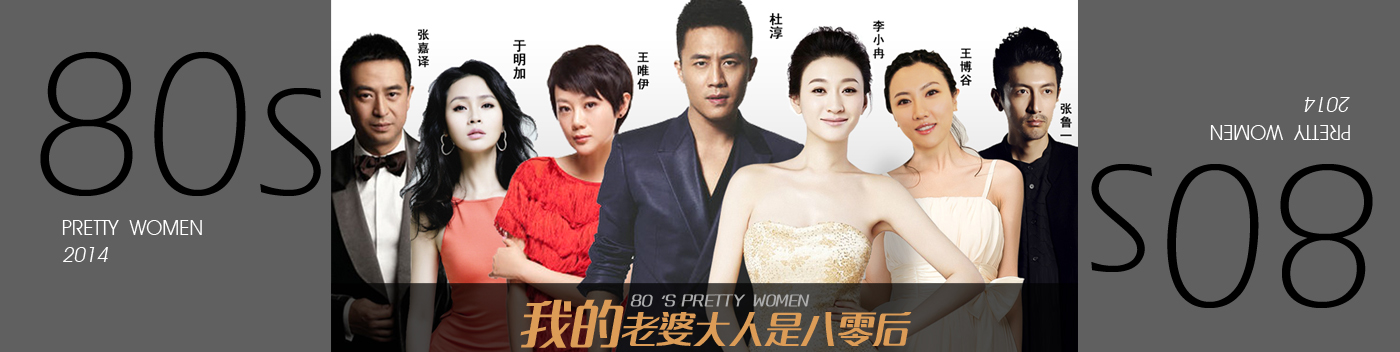 80s
PRETTY WOMEN
2014
张嘉译
于明加
王唯伊
杜淳
李小冉
王博谷
张鲁一
80 'S PRETTY WOMEN
我的老婆大人是八零后
2014
PRETTY WOMEN
80s